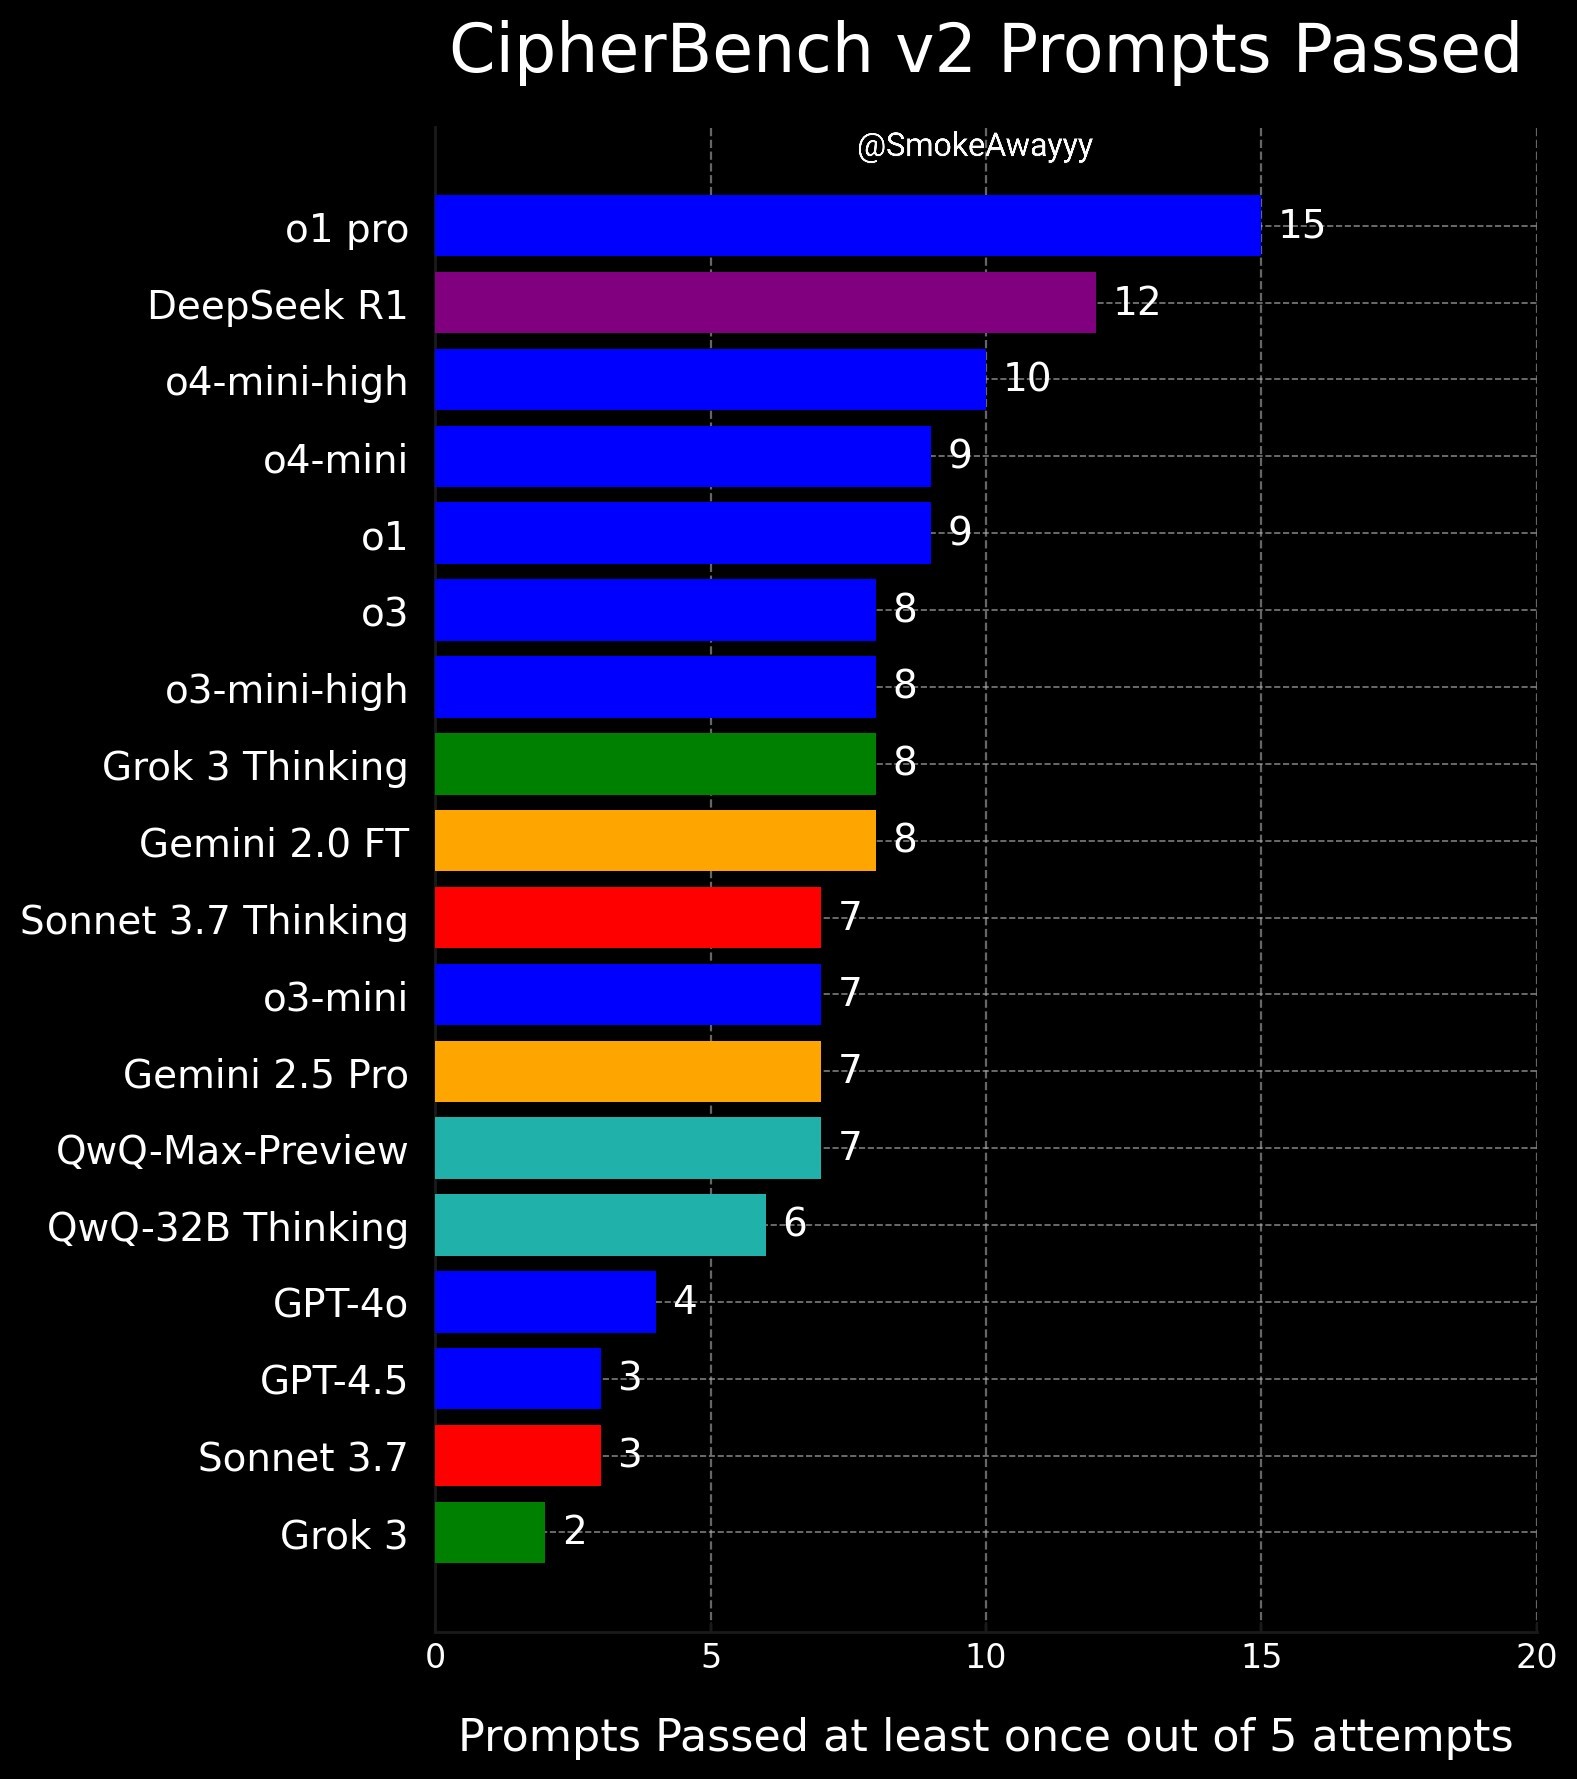 CipherBench v2 Prompts Passed
@SmokeAwayyy
o1 pro 15
DeepSeek R1 12
o4-mini-high 10
o4-mini 9
o1 9
o3 8
o3-mini-high 8
Grok 3 Thinking 8
Gemini 2.0 FT 8
Sonnet 3.7 Thinking 7
o3-mini 7
Gemini 2.5 Pro 7
QwQ-Max-Preview 7
QwQ-32B Thinking 6
GPT-4o 4
GPT-4.5 3
Sonnet 3.7 3
Grok 3 2
0 5 10 15 20
Prompts Passed at least once out of 5 attempts